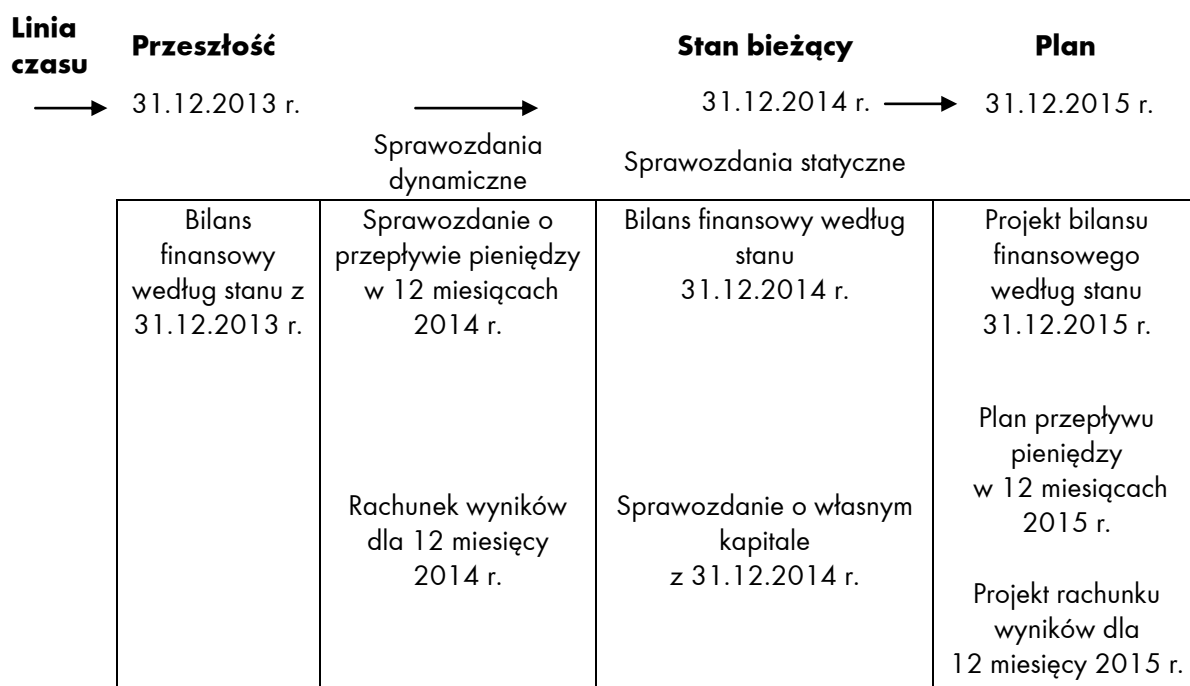 Linia
czasu
Przeszłość
Stan bieżący
Plan
31.12.2013 r.
31.12.2014 r.
31.12.2015 r.
Sprawozdania
dynamiczne
Sprawozdania statyczne
Bilans
finansowy
według stanu z
31.12.2013 r.
Sprawozdanie o
przepływie pieniędzy
w 12 miesiącach
2014 r.
Rachunek wyników
dla 12 miesięcy
2014 r.
Bilans finansowy według
stanu
31.12.2014 r.
Sprawozdanie o własnym
kapitale
z 31.12.2014 r.
Projekt bilansu
finansowego
według stanu
31.12.2015 r.
Plan przepływu
pieniędzy
w 12 miesiącach
2015 r.
Projekt rachunku
wyników dla
12 miesięcy 2015 r.